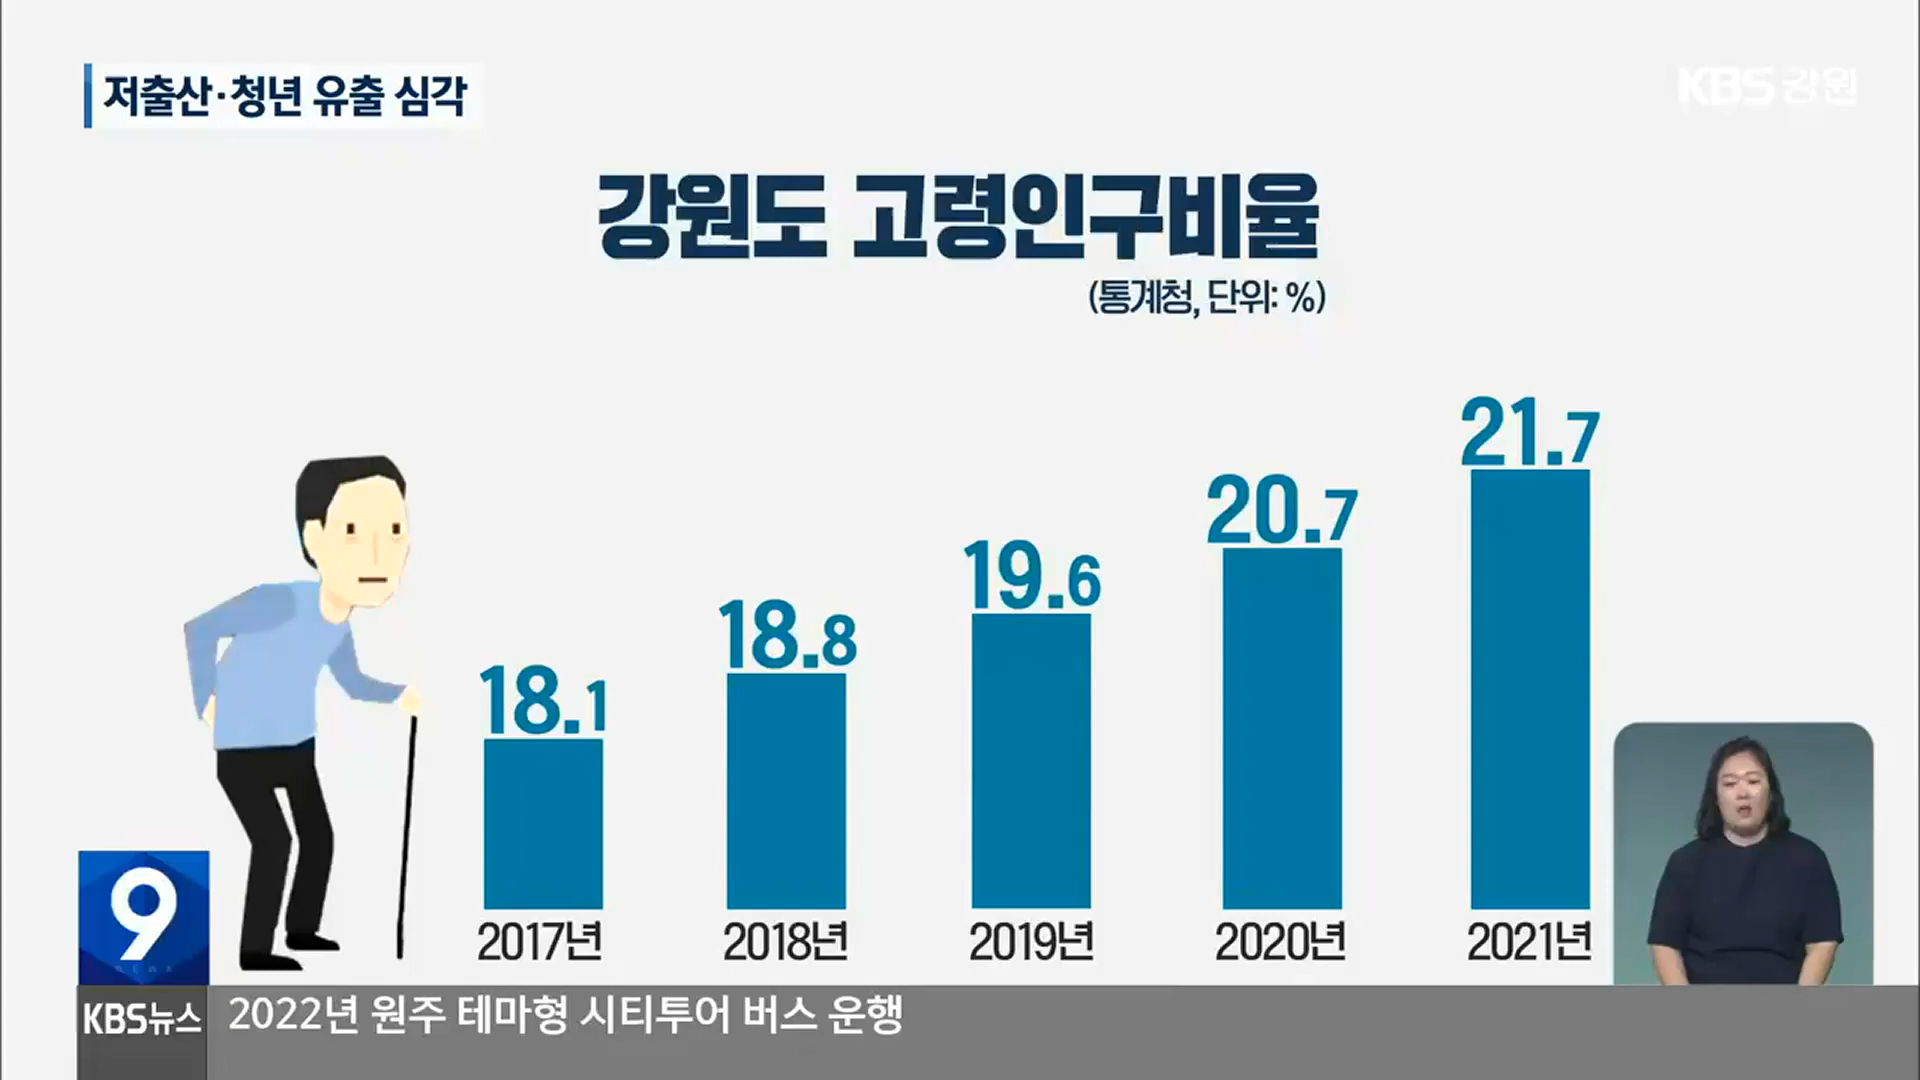 저출산·청년 유출 심각
KBS 강원
강원도 고령인구비율
(통계청, 단위: %)
18.1
18.8
19.6
20.7
21.7
2017년
2018년
2019년
2020년
2021년
9
NEWS
KBS뉴스
2022년 원주 테마형 시티투어 버스 운행